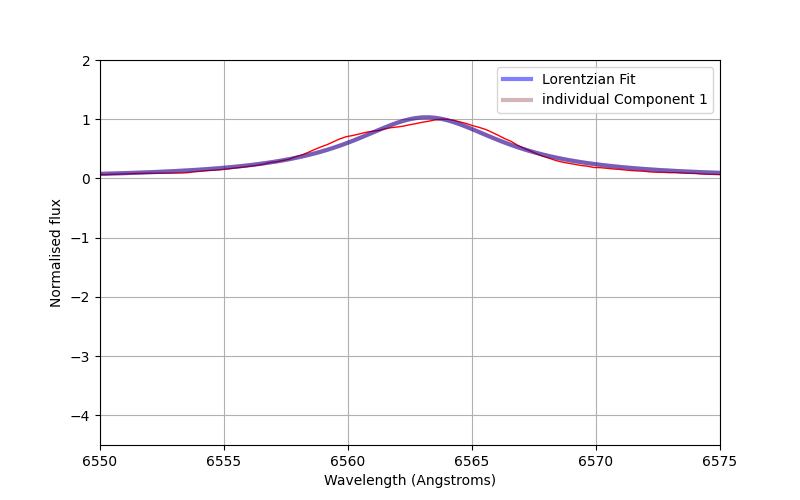 2
1
0
−1
−2
−3
−4
Normalised flux
Lorentzian Fit
individual Component 1
6550 6555 6560 6565 6570 6575
Wavelength (Angstroms)